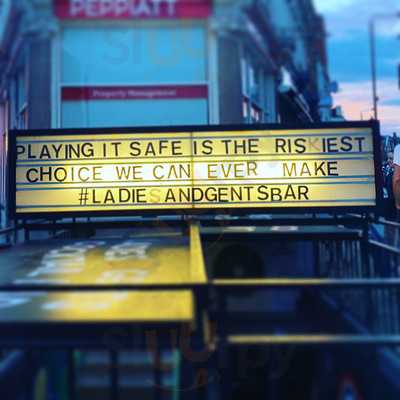 PEPPIATT
Property Management
PLAYING IT SAFE IS THE RISKIEST
CHOICE WE CAN EVER MAKE
#LADIESANDGENTSBAR